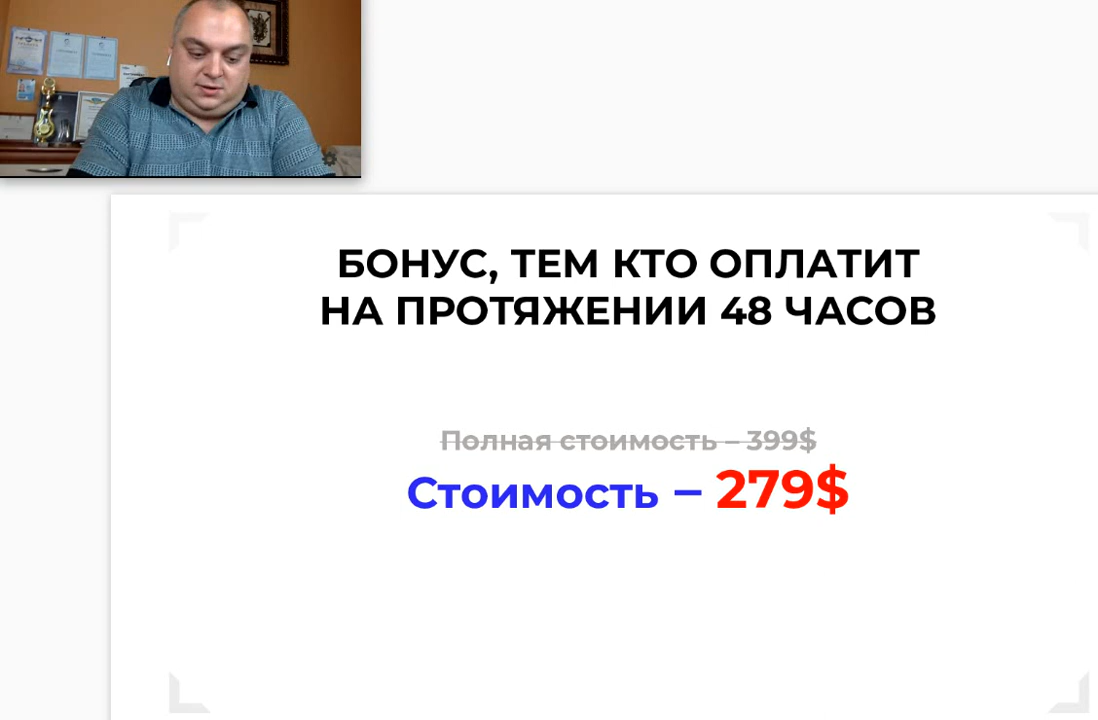 БОНУС, ТЕМ КТО ОПЛАТИТ
НА ПРОТЯЖЕНИИ 48 ЧАСОВ
Полная стоимость – 399$
Стоимость – 279$